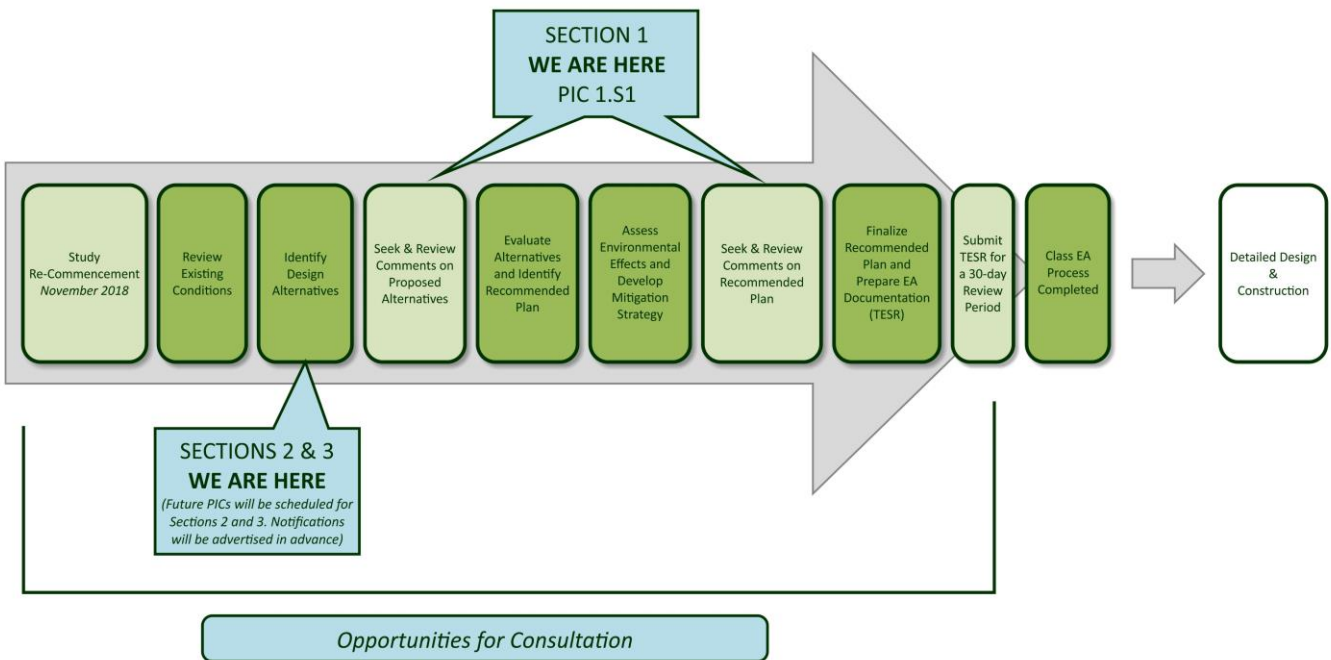 SECTION 1
WE ARE HERE
PIC 1.S1
Study
Re-Commencement
November 2018
Review
Existing
Conditions
Identify
Design
Alternatives
Seek & Review
Comments on
Proposed
Alternatives
Evaluate
Alternatives
and Identify
Recommended
Plan
Assess
Environmental
Effects and
Develop
Mitigation
Strategy
Seek & Review
Comments on
Recommended
Plan
Finalize
Recommended
Plan and
Prepare EA
Documentation
(TESR)
Submit
TESR for
a 30-day
Review
Period
Class EA
Process
Completed
Detailed Design
&
Construction
SECTIONS 2 & 3
WE ARE HERE
(Future PICs will be scheduled for
Sections 2 and 3. Notifications
will be advertised in advance)
Opportunities for Consultation